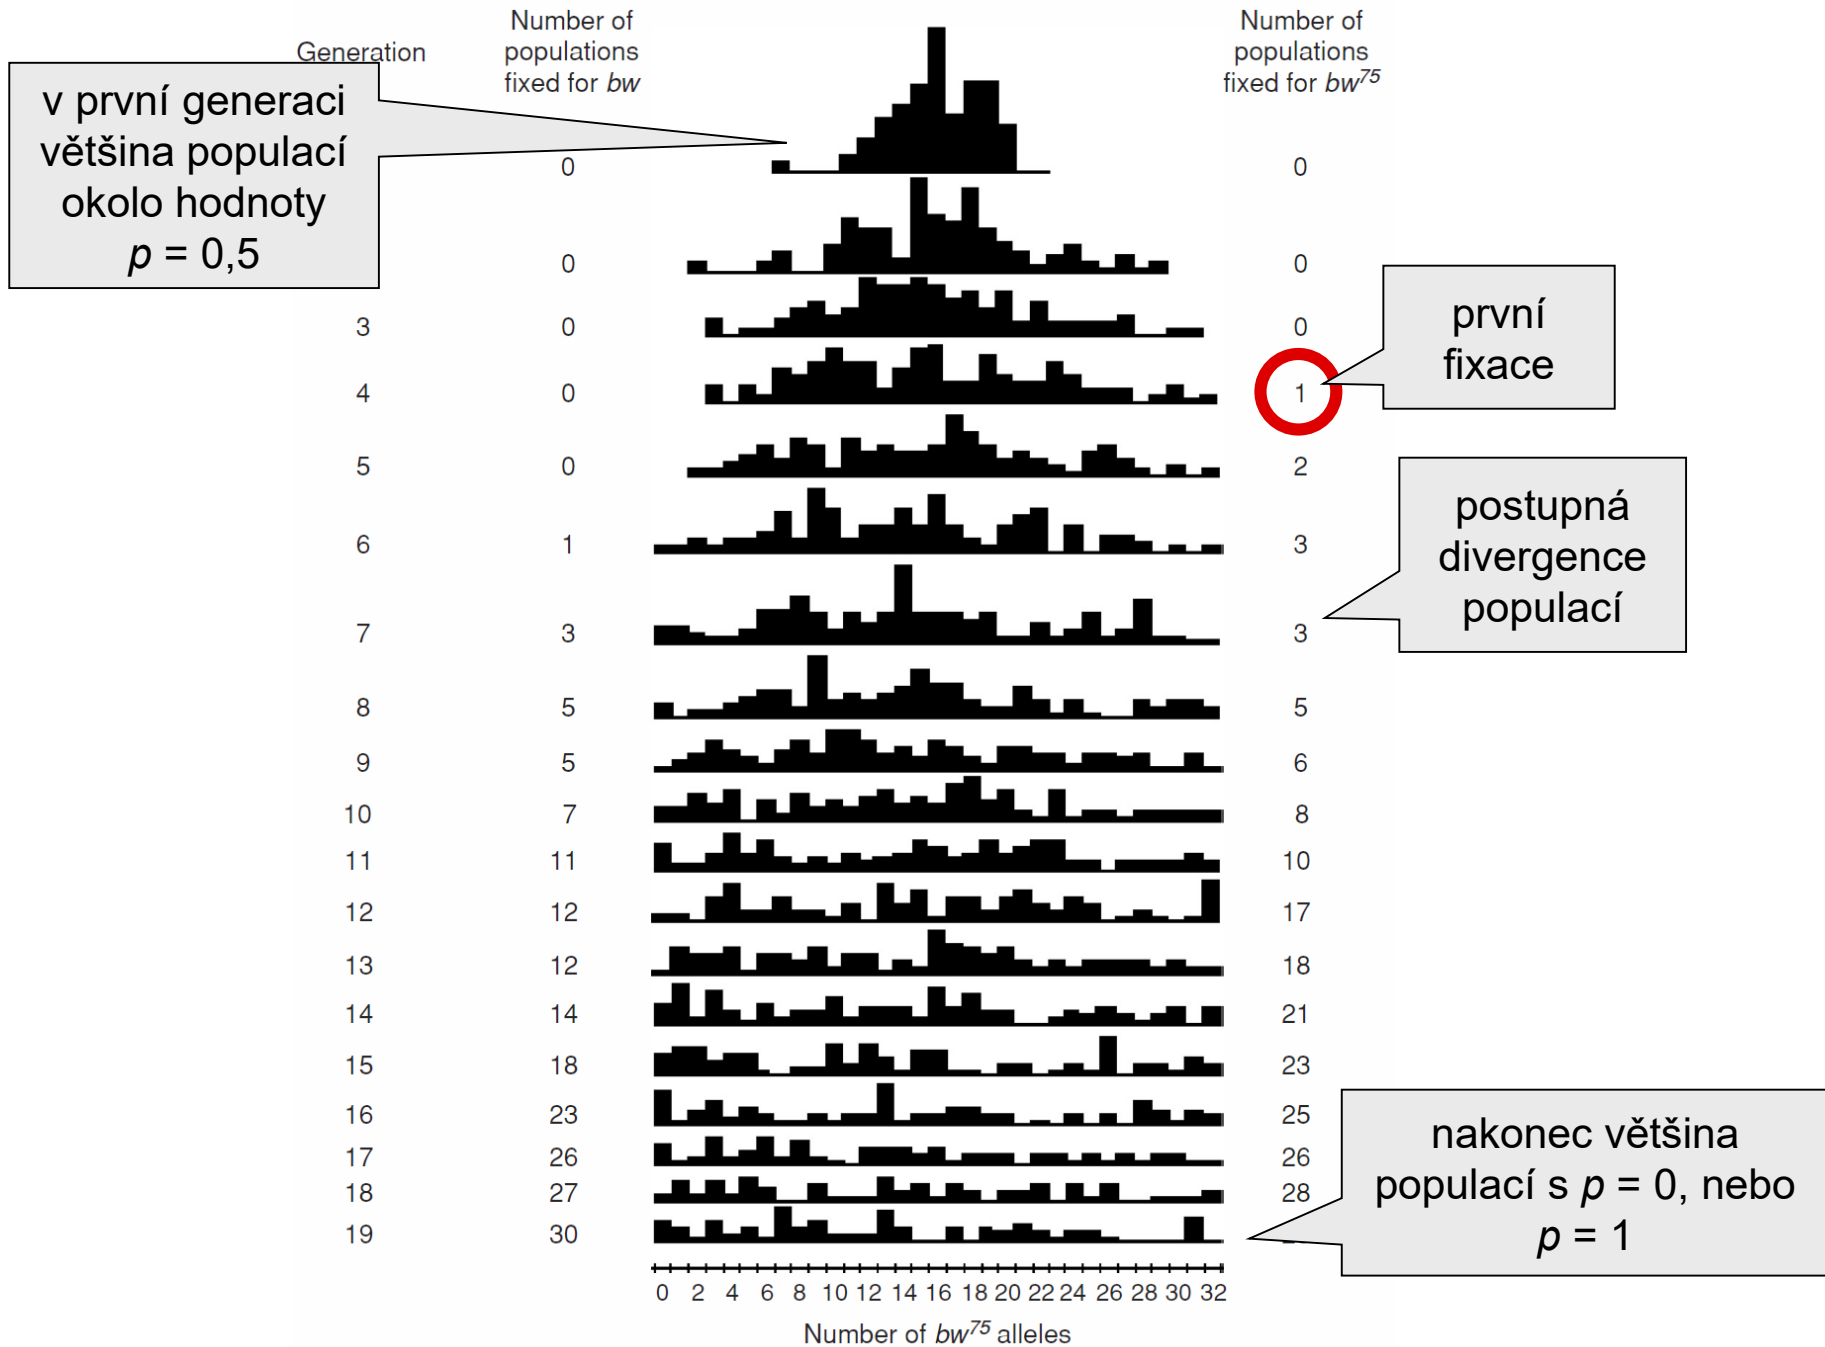 Generation
Number of
populations
fixed for bw
Number of
populations
fixed for bw⁷⁵
v první generaci
většina populací
okolo hodnoty
p = 0,5
0 0
0 0
3 0 0
první
fixace
4 0 1
5 0 2
postupná
divergence
populací
6 1 3
7 3 3
8 5 5
9 5 6
10 7 8
11 11 10
12 12 17
13 12 18
14 14 21
15 18 23
16 23 25
17 26 26
18 27 28
19 30
nakonec většina
populací s p = 0, nebo
p = 1
0 2 4 6 8 10 12 14 16 18 20 22 24 26 28 30 32
Number of bw⁷⁵ alleles